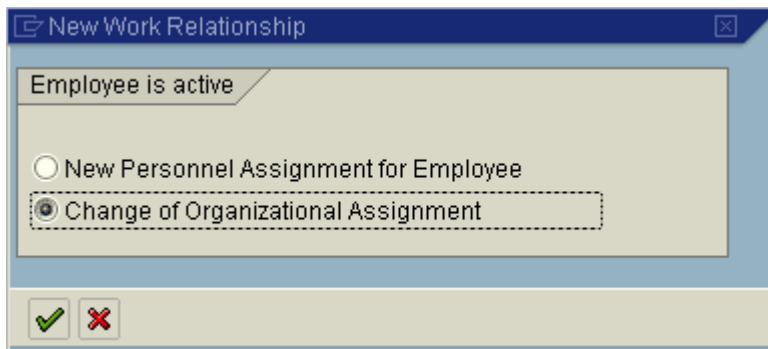 New Work Relationship
Employee is active
New Personnel Assignment for Employee
Change of Organizational Assignment